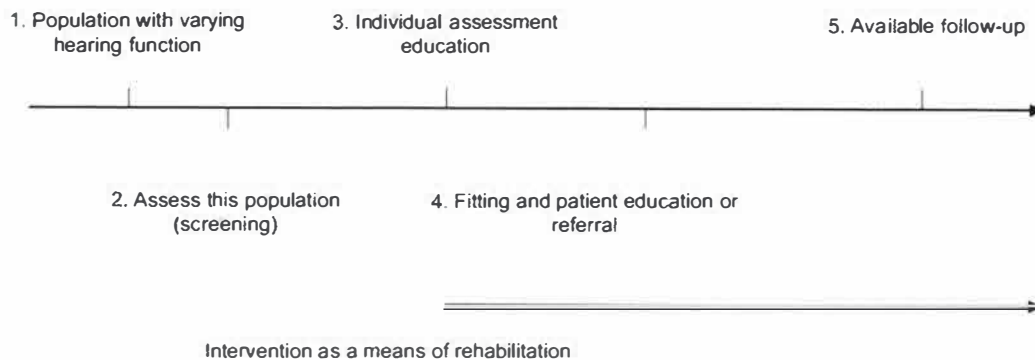 1. Population with varying
hearing function
3. Individual assessment
education
5. Available follow-up
2. Assess this population
(screening)
4. Fitting and patient education or
referral
Intervention as a means of rehabilitation